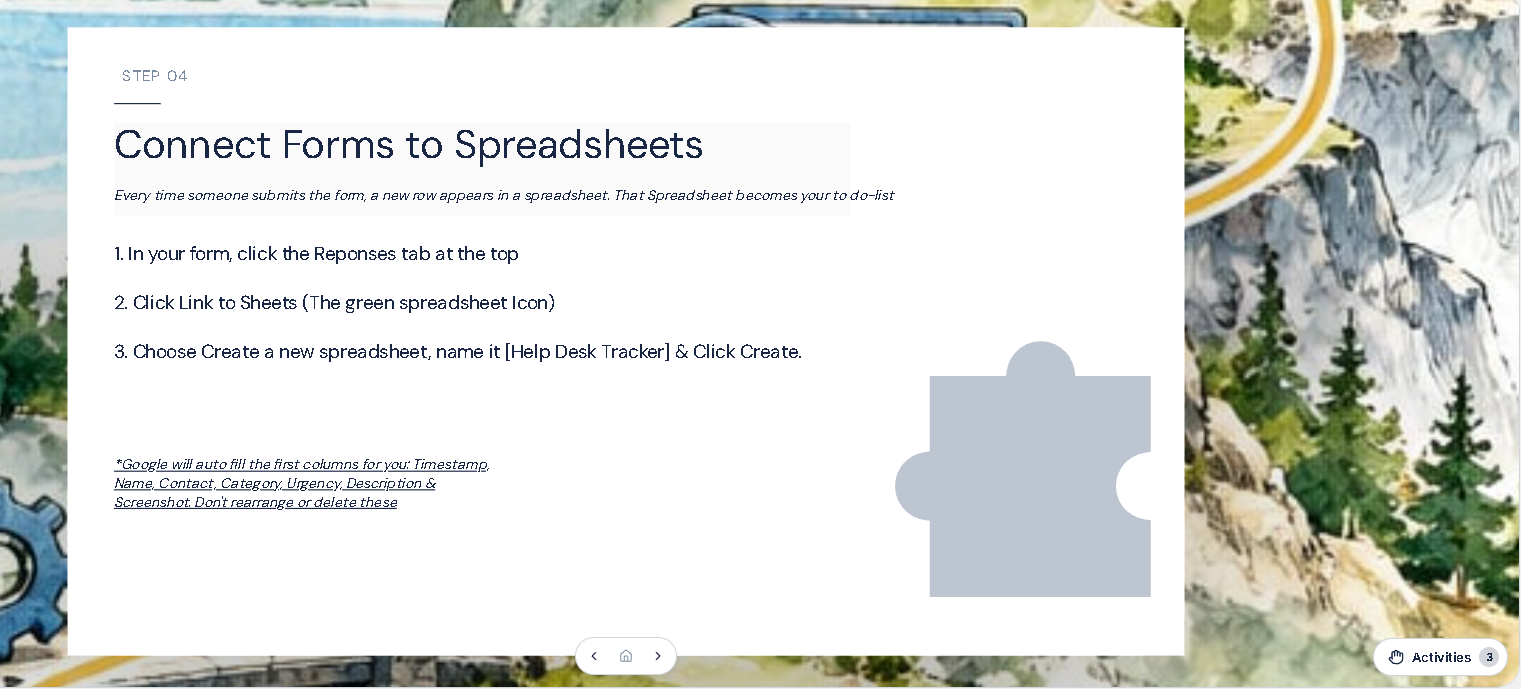 STEP 04
Connect Forms to Spreadsheets
Every time someone submits the form, a new row appears in a spreadsheet. That Spreadsheet becomes your to do-list
1. In your form, click the Reponses tab at the top
2. Click Link to Sheets (The green spreadsheet Icon)
3. Choose Create a new spreadsheet, name it [Help Desk Tracker] & Click Create.
*Google will auto fill the first columns for you: Timestamp,
Name, Contact, Category, Urgency, Description &
Screenshot. Don't rearrange or delete these
Activities 3